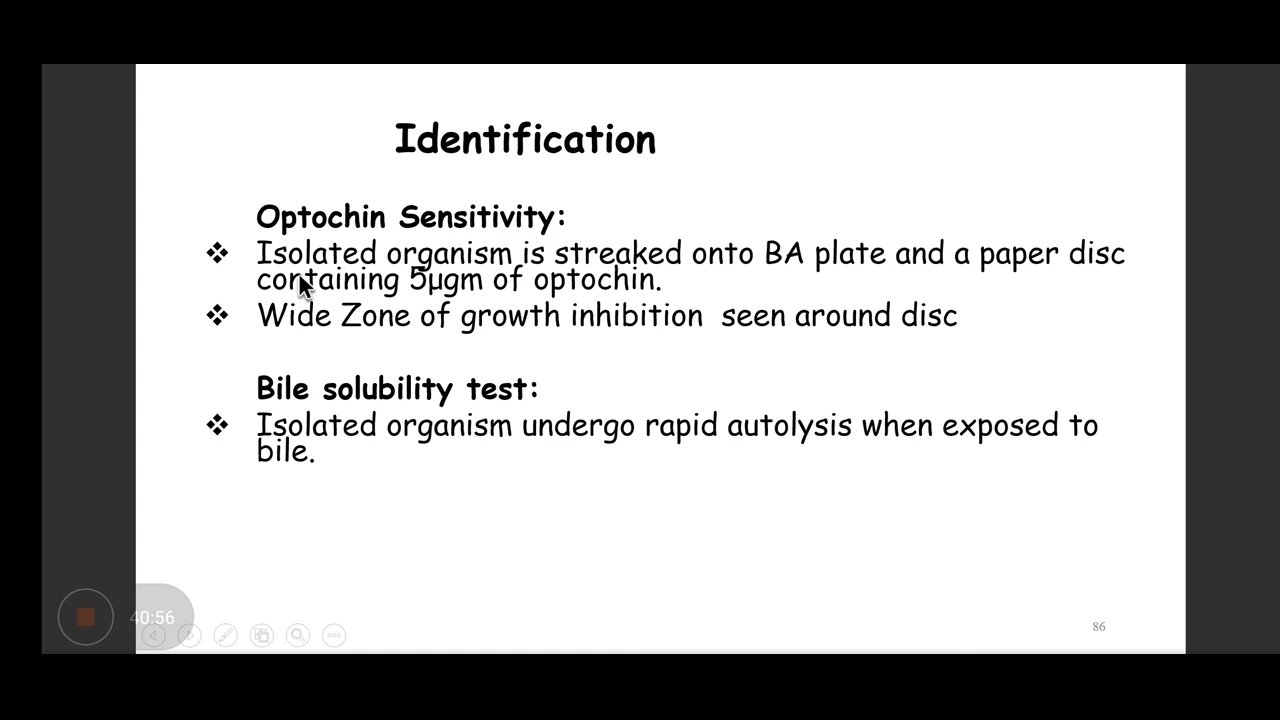 Identification
Optochin Sensitivity:
❖ Isolated organism is streaked onto BA plate and a paper disc
containing 5µgm of optochin.
❖ Wide Zone of growth inhibition  seen around disc
Bile solubility test:
❖ Isolated organism undergo rapid autolysis when exposed to
bile.
40:56
86